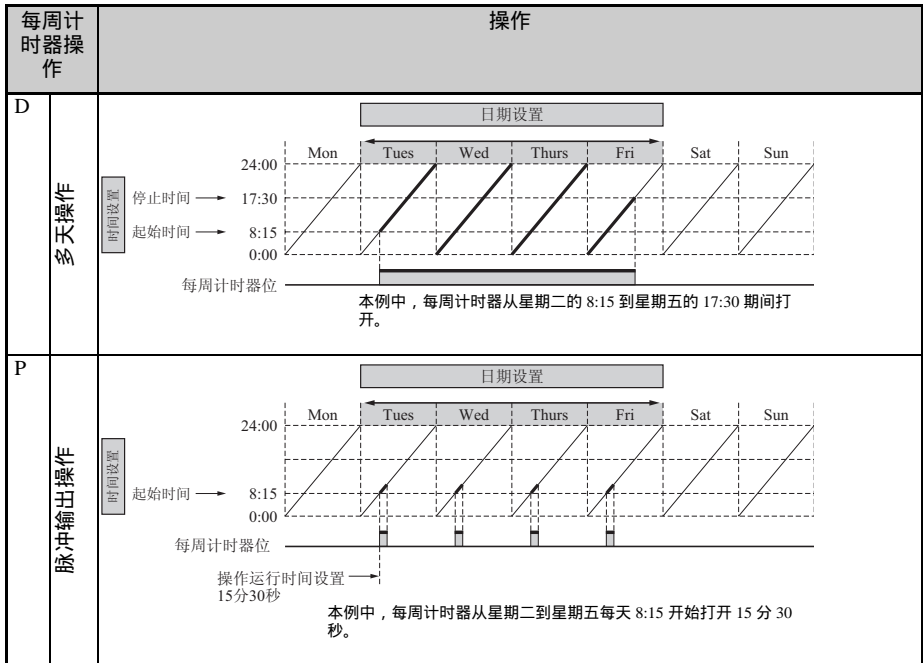 每周计
时器操
作
操作
D
多天操作
日期设置
Mon Tues Wed Thurs Fri Sat Sun
24:00
时间设置
停止时间 17:30
起始时间 8:15
0:00
每周计时器位
本例中，每周计时器从星期二的 8:15 到星期五的 17:30 期间打
开。
P
脉冲输出操作
日期设置
Mon Tues Wed Thurs Fri Sat Sun
24:00
时间设置
起始时间 8:15
0:00
每周计时器位
操作运行时间设置
15分30秒
本例中，每周计时器从星期二到星期五每天 8:15 开始打开 15 分 30
秒。